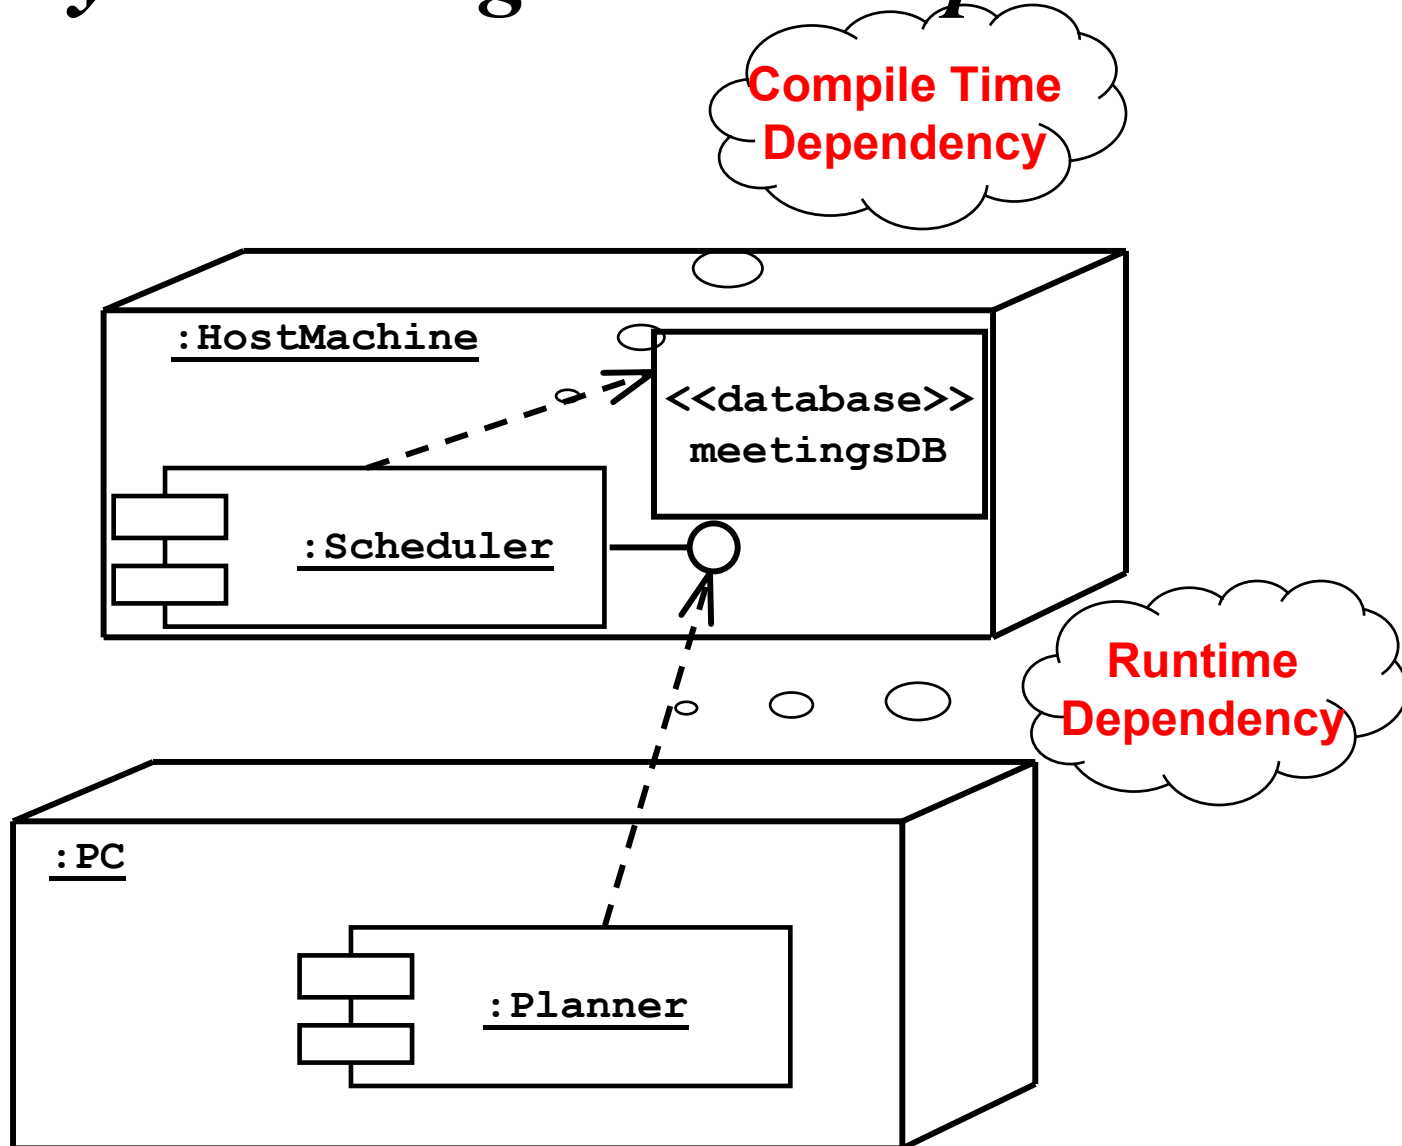 Compile Time
Dependency
:HostMachine
<<database>>
meetingsDB
:Scheduler
Runtime
Dependency
:PC
:Planner